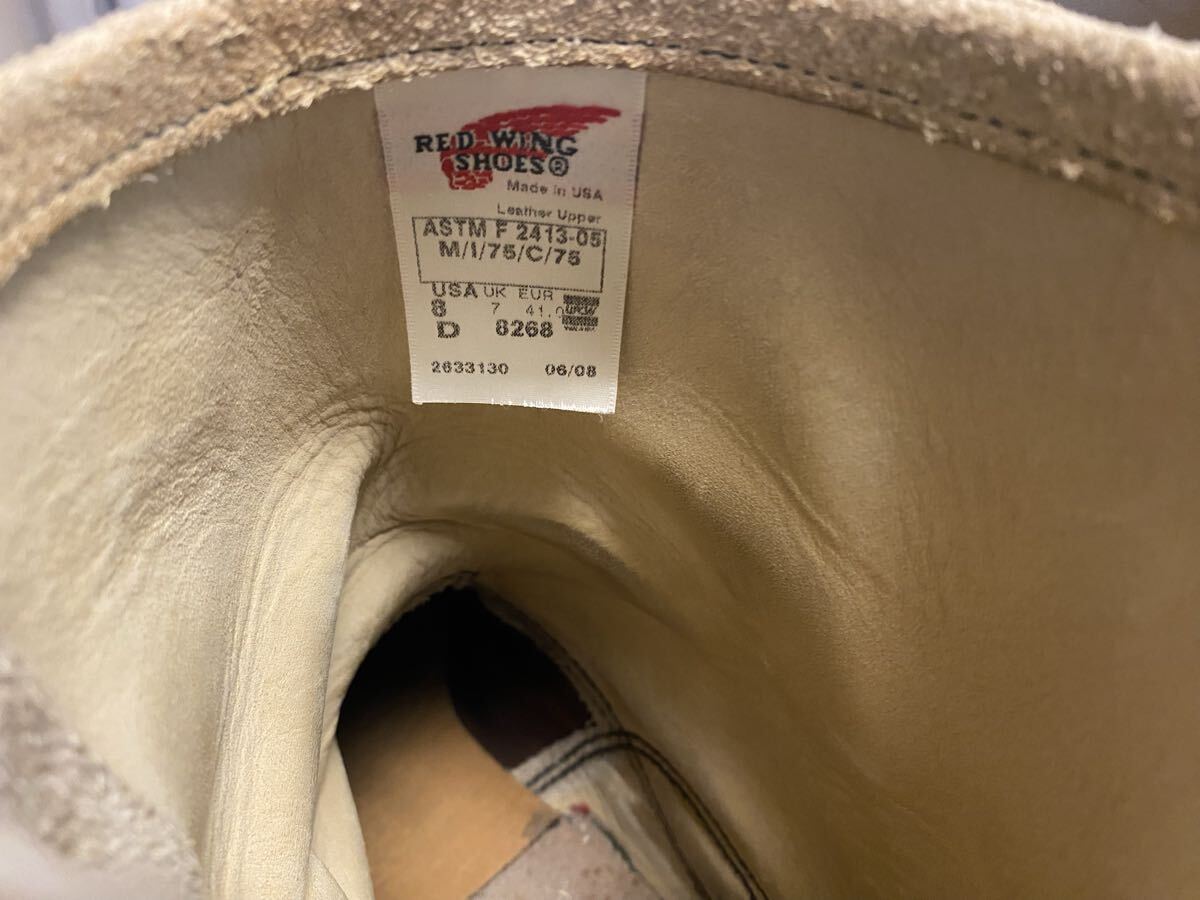 RED WING
SHOES®
Made in USA
Leather Upper
ASTM F 2413-05
M/I/75/C/75
USA UK EUR
8 7 41.0
D 8268
2633130 06/08